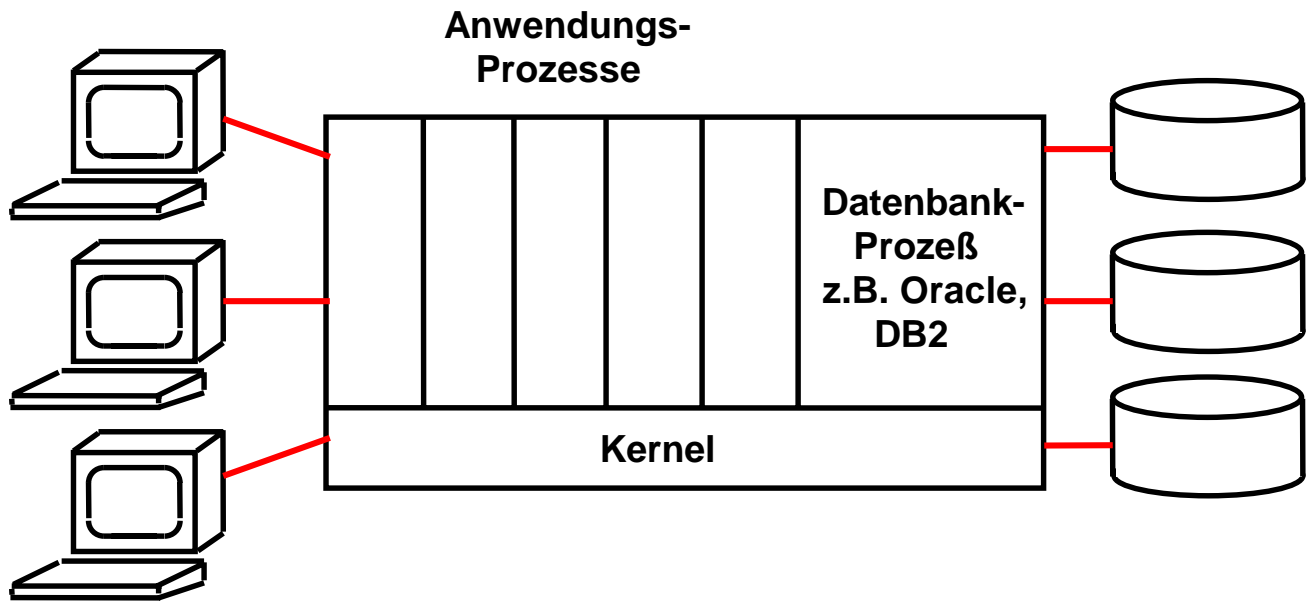 Anwendungs-
Prozesse
Datenbank-
Prozeß
z.B. Oracle,
DB2
Kernel